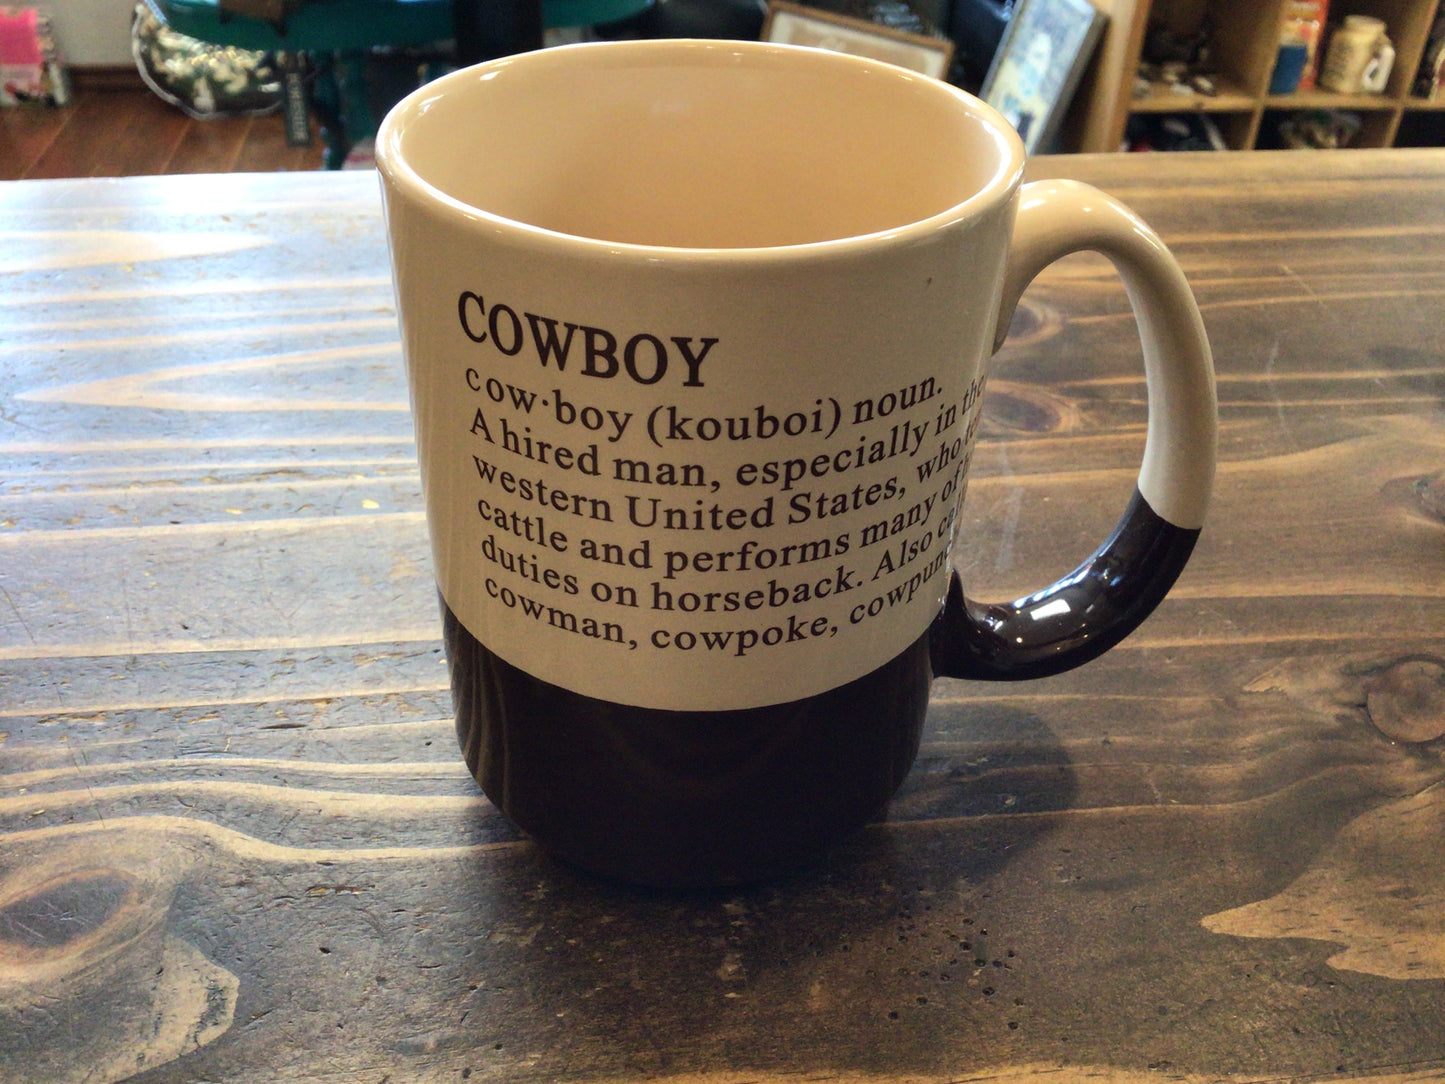 COWBOY
cow·boy (kouboi) noun.
A hired man, especially in the
western United States, who
cattle and performs many of
duties on horseback. Also
cowman, cowpoke,